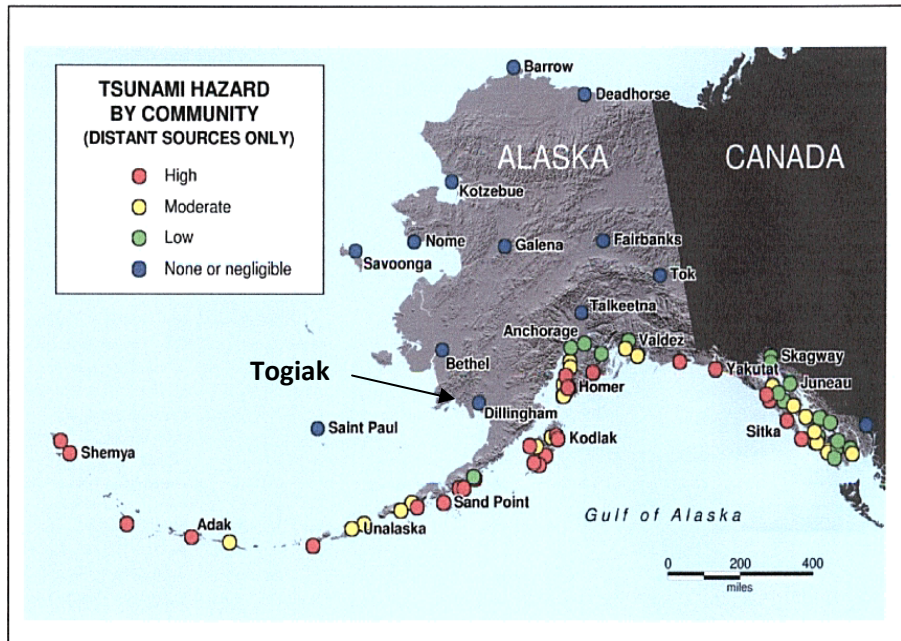 TSUNAMI HAZARD
BY COMMUNITY
(DISTANT SOURCES ONLY)
High
Moderate
Low
None or negligible
Barrow
Deadhorse
ALASKA
CANADA
Kotzebue
Nome
Galena
Fairbanks
Savoonga
Tok
Talkeetna
Anchorage
Valdez
Bethel
Skagway
Togiak
Yakutat
Juneau
Homer
Dillingham
Saint Paul
Kodiak
Sitka
Shemya
Sand Point
Adak
Unalaska
Gulf of Alaska
0 200 400
miles